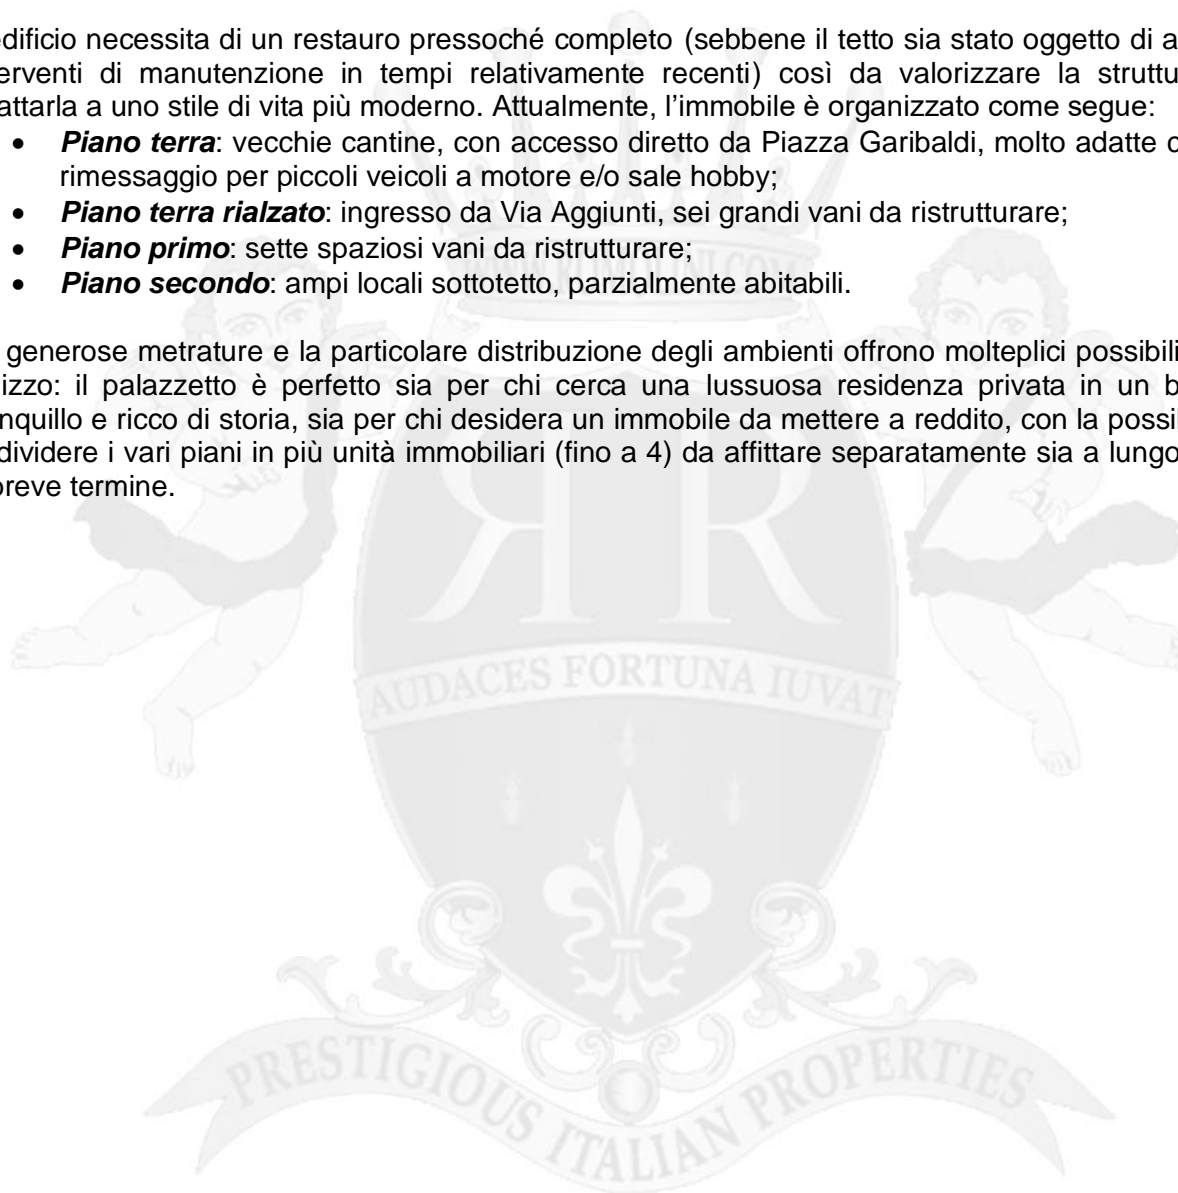 edificio necessita di un restauro pressoché completo (sebbene il tetto sia stato oggetto di a
erventi di manutenzione in tempi relativamente recenti) così da valorizzare la struttu
attarla a uno stile di vita più moderno. Attualmente, l’immobile è organizzato come segue:
• Piano terra: vecchie cantine, con accesso diretto da Piazza Garibaldi, molto adatte c
rimessaggio per piccoli veicoli a motore e/o sale hobby;
• Piano terra rialzato: ingresso da Via Aggiunti, sei grandi vani da ristrutturare;
• Piano primo: sette spaziosi vani da ristrutturare;
WWW.ROMOLINI.COM
• Piano secondo: ampi locali sottotetto, parzialmente abitabili.
generose metrature e la particolare distribuzione degli ambienti offrono molteplici possibili
izzo: il palazzetto è perfetto sia per chi cerca una lussuosa residenza privata in un b
nquillo e ricco di storia, sia per chi desidera un immobile da mettere a reddito, con la possil
dividere i vari piani in più unità immobiliari (fino a 4) da affittare separatamente sia a lungo
breve termine.
RR
AUDACES FORTUNA IUVAT
PRESTIGIOUS ITALIAN PROPERTIES